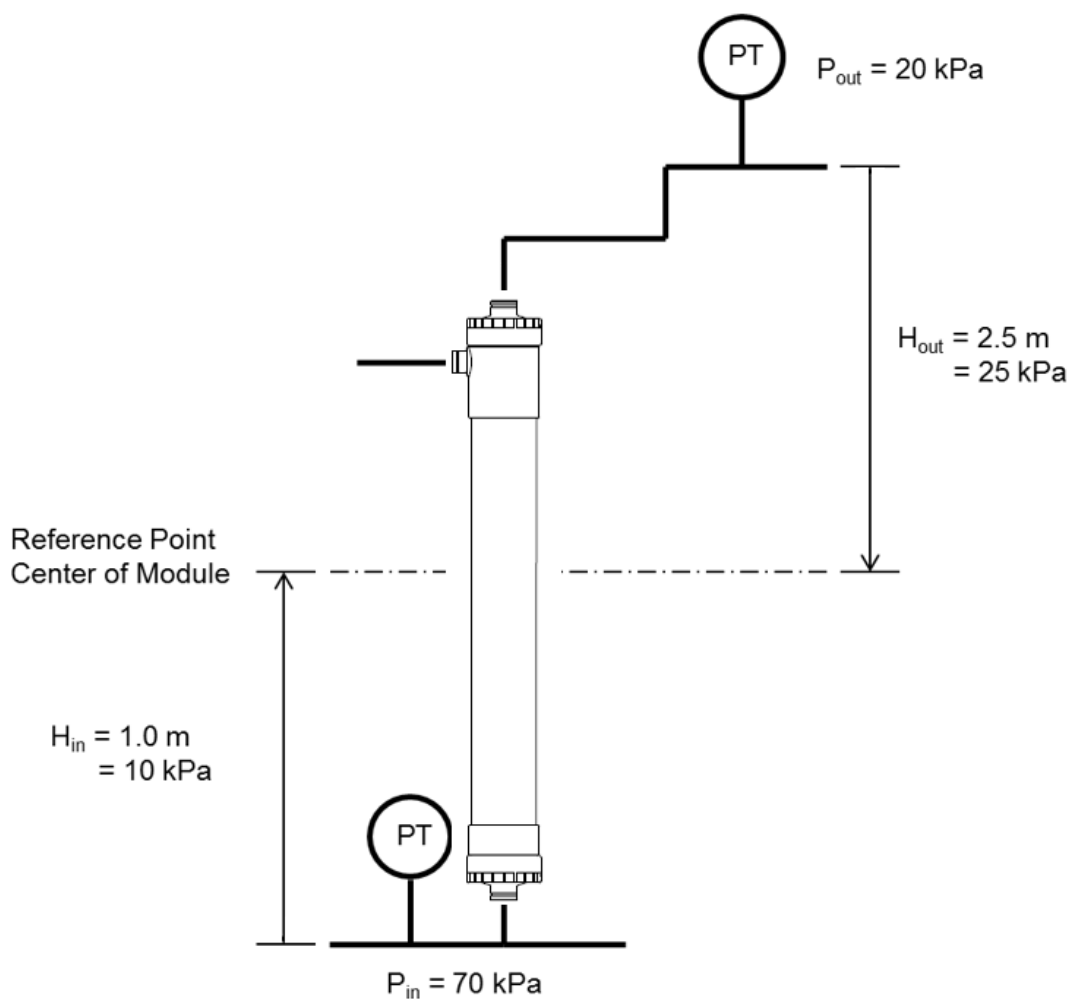 PT
P_out = 20 kPa
H_out = 2.5 m
= 25 kPa
Reference Point
Center of Module
H_in = 1.0 m
= 10 kPa
PT
P_in = 70 kPa